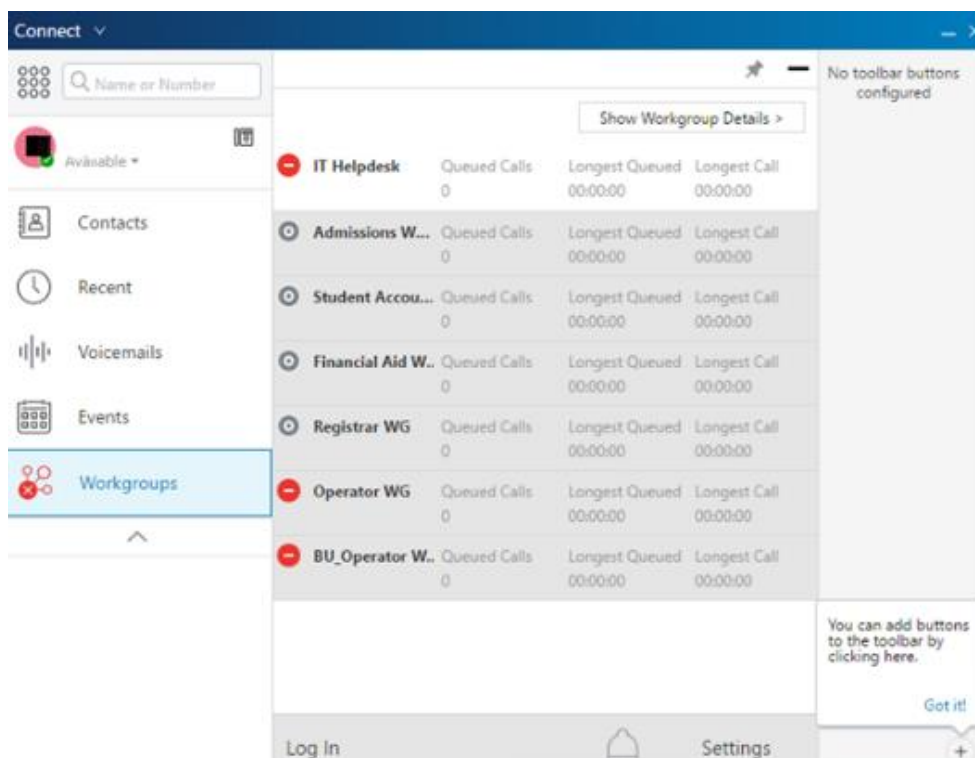 Connect
Name or Number
Available
Contacts
Recent
Voicemails
Events
Workgroups
Show Workgroup Details >
IT Helpdesk Queued Calls Longest Queued Longest Call
0 00:00:00 00:00:00
Admissions W... Queued Calls Longest Queued Longest Call
0 00:00:00 00:00:00
Student Accou... Queued Calls Longest Queued Longest Call
0 00:00:00 00:00:00
Financial Aid W.. Queued Calls Longest Queued Longest Call
0 00:00:00 00:00:00
Registrar WG Queued Calls Longest Queued Longest Call
0 00:00:00 00:00:00
Operator WG Queued Calls Longest Queued Longest Call
0 00:00:00 00:00:00
BU_Operator W.. Queued Calls Longest Queued Longest Call
0 00:00:00 00:00:00
Log In Settings
No toolbar buttons
configured
You can add buttons
to the toolbar by
clicking here.
Got it!